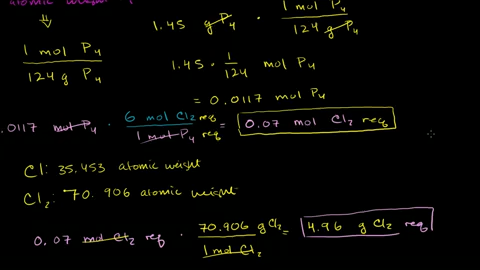 atomic weight
1.45 g P4 · 1 mol P4 / 124 g P4
⇓
1 mol P4 / 124 g P4
1.45 · 1/124 mol P4
= 0.0117 mol P4
.0117 mol P4 · 6 mol Cl2 req / 1 mol P4 req = 0.07 mol Cl2 req
Cl: 35.453 atomic weight
Cl2: 70.906 atomic weight
0.07 mol Cl2 req · 70.906 g Cl2 / 1 mol Cl2 = 4.96 g Cl2 req